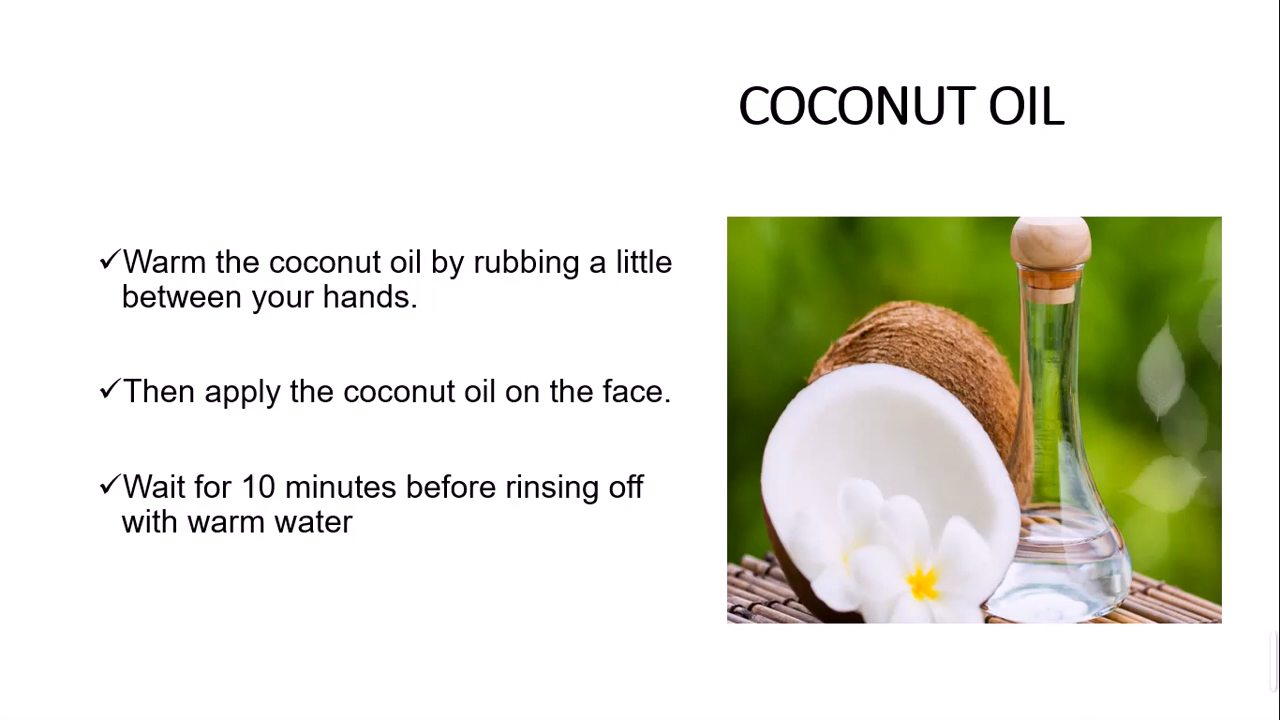 COCONUT OIL
✓Warm the coconut oil by rubbing a little
between your hands.
✓Then apply the coconut oil on the face.
✓Wait for 10 minutes before rinsing off
with warm water